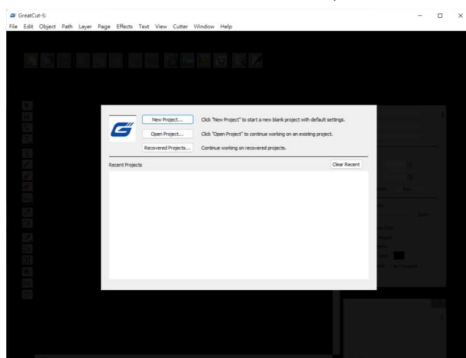 GreatCut-S:
File Edit Object Path Layer Page Effects Text View Cutter Window Help
New Project... Click "New Project" to start a new blank project with default settings.
Open Project... Click "Open Project" to continue working on an existing project.
Recovered Projects... Continue working on recovered projects.
Recent Projects Clear Recent